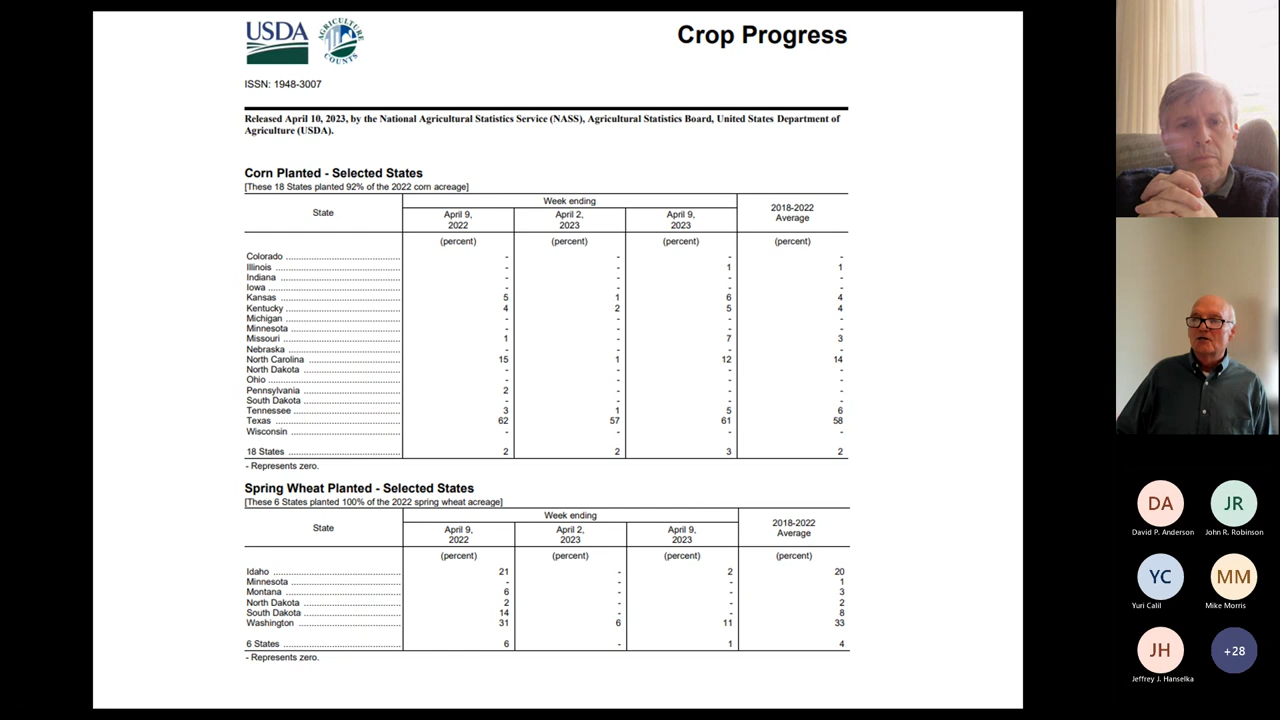 USDA
AGRICULTURE
COUNTS
Crop Progress
ISSN: 1948-3007
Released April 10, 2023, by the National Agricultural Statistics Service (NASS), Agricultural Statistics Board, United States Department of
Agriculture (USDA).
Corn Planted - Selected States
[These 18 States planted 92% of the 2022 corn acreage]
State
Week ending
2018-2022
Average
April 9,
2022
April 2,
2023
April 9,
2023
(percent) (percent) (percent) (percent)
Colorado ........ - - - -
Illinois ........ - - 1 1
Indiana ........ - - - -
Iowa ........ - - - -
Kansas ........ 5 1 6 4
Kentucky ........ 4 2 5 4
Michigan ........ - - - -
Minnesota ........ - - - -
Missouri ........ 1 - 7 3
Nebraska ........ - - - -
North Carolina ........ 15 1 12 14
North Dakota ........ - - - -
Ohio ........ - - - -
Pennsylvania ........ 2 - - -
South Dakota ........ - - - -
Tennessee ........ 3 1 5 6
Texas ........ 62 57 61 58
Wisconsin ........ - - - -
18 States ........ 2 2 3 2
- Represents zero.
Spring Wheat Planted - Selected States
[These 6 States planted 100% of the 2022 spring wheat acreage]
State
Week ending
2018-2022
Average
April 9,
2022
April 2,
2023
April 9,
2023
(percent) (percent) (percent) (percent)
Idaho ........ 21 - 2 20
Minnesota ........ - - - 1
Montana ........ 6 - - 3
North Dakota ........ 2 - - 2
South Dakota ........ 14 - - 8
Washington ........ 31 6 11 33
6 States ........ 6 - 1 4
- Represents zero.
DA
David P. Anderson
JR
John R. Robinson
YC
Yuri Calil
MM
Mike Morris
JH
Jeffrey J. Hanselka
+28